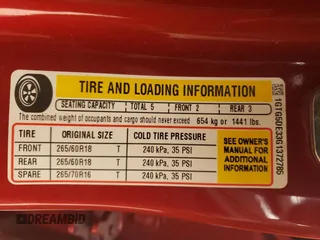 TIRE AND LOADING INFORMATION
SEATING CAPACITY TOTAL 5 FRONT 2 REAR 3
The combined weight of occupants and cargo should never exceed 654 kg or 1441 lbs.
TIRE ORIGINAL SIZE COLD TIRE PRESSURE
FRONT 265/60R18 T 240 kPa, 35 PSI
REAR 265/60R18 T 240 kPa, 35 PSI
SPARE 265/70R16 T 240 kPa, 35 PSI
SEE OWNER'S
MANUAL FOR
ADDITIONAL
INFORMATION
1GTG5CE33G1372785
DREAMBID